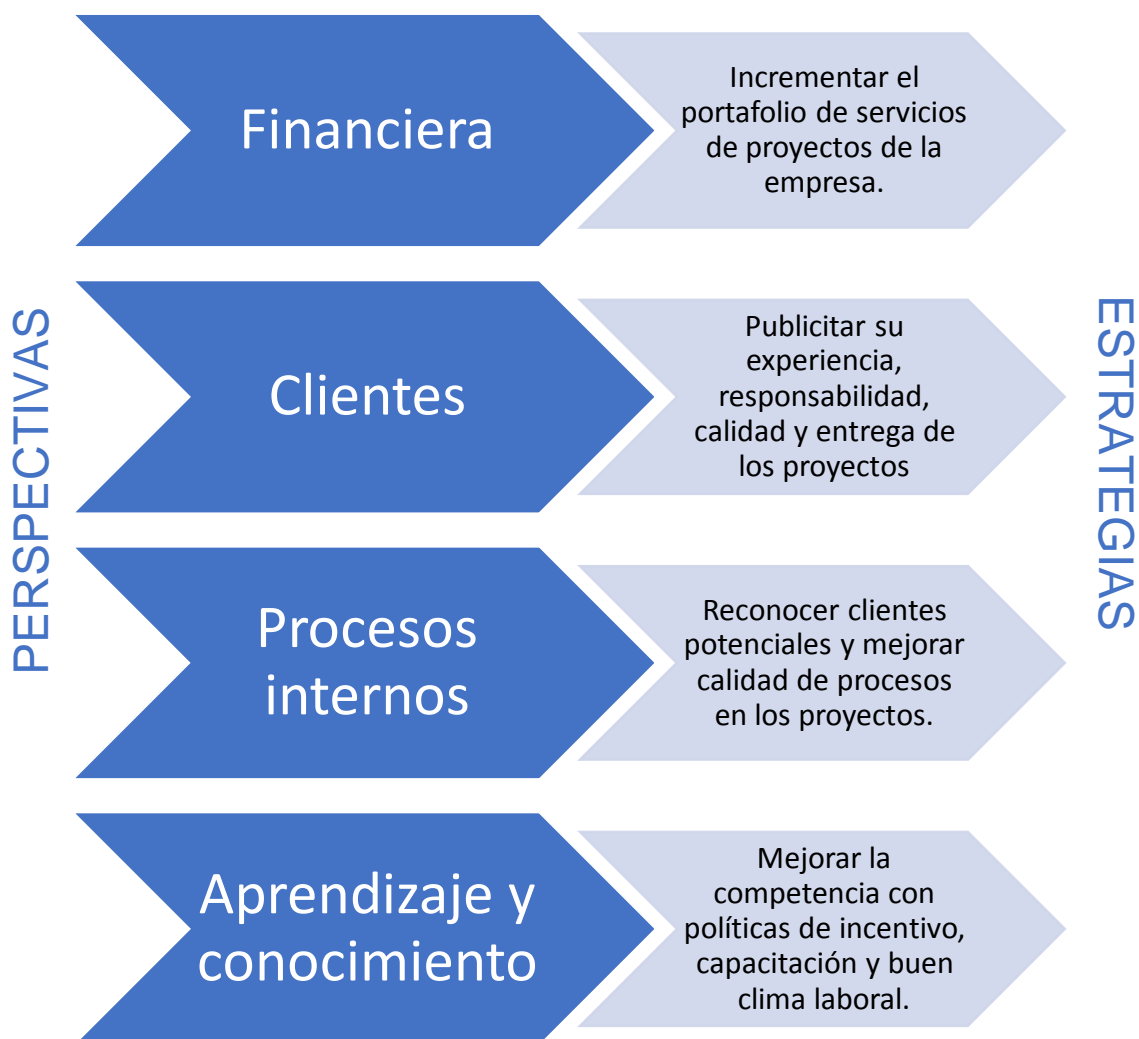 PERSPECTIVAS
Financiera
Incrementar el
portafolio de servicios
de proyectos de la
empresa.
Clientes
Publicitar su
experiencia,
responsabilidad,
calidad y entrega de
los proyectos
Procesos
internos
Reconocer clientes
potenciales y mejorar
calidad de procesos
en los proyectos.
Aprendizaje y
conocimiento
Mejorar la
competencia con
políticas de incentivo,
capacitación y buen
clima laboral.
ESTRATEGIAS